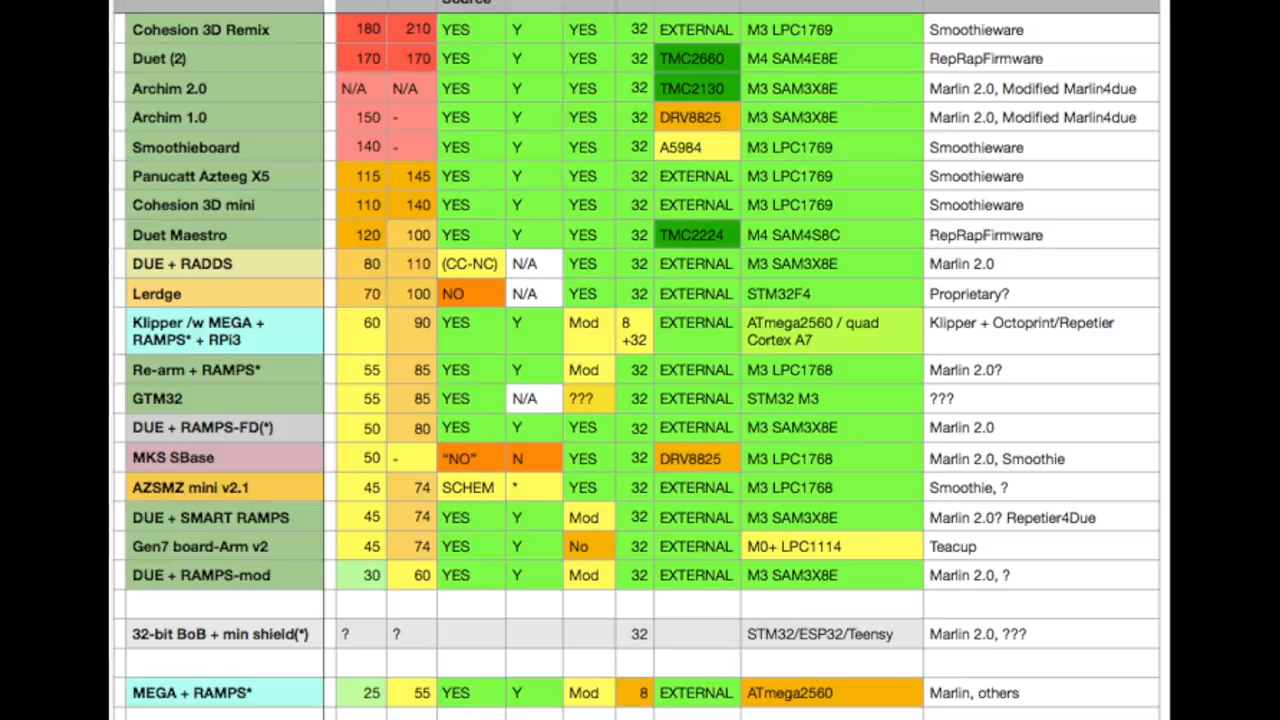 Source
Cohesion 3D Remix 180 210 YES Y YES 32 EXTERNAL M3 LPC1769 Smoothieware
Duet (2) 170 170 YES Y YES 32 TMC2660 M4 SAM4E8E RepRapFirmware
Archim 2.0 N/A N/A YES Y YES 32 TMC2130 M3 SAM3X8E Marlin 2.0, Modified Marlin4due
Archim 1.0 150 - YES Y YES 32 DRV8825 M3 SAM3X8E Marlin 2.0, Modified Marlin4due
Smoothieboard 140 - YES Y YES 32 A5984 M3 LPC1769 Smoothieware
Panucatt Azteeg X5 115 145 YES Y YES 32 EXTERNAL M3 LPC1769 Smoothieware
Cohesion 3D mini 110 140 YES Y YES 32 EXTERNAL M3 LPC1769 Smoothieware
Duet Maestro 120 100 YES Y YES 32 TMC2224 M4 SAM4S8C RepRapFirmware
DUE + RADDS 80 110 (CC-NC) N/A YES 32 EXTERNAL M3 SAM3X8E Marlin 2.0
Lerdge 70 100 NO N/A YES 32 EXTERNAL STM32F4 Proprietary?
Klipper /w MEGA + 60 90 YES Y Mod 8 EXTERNAL ATmega2560 / quad Klipper + Octoprint/Repetier
RAMPS* + RPi3 +32 Cortex A7
Re-arm + RAMPS* 55 85 YES Y Mod 32 EXTERNAL M3 LPC1768 Marlin 2.0?
GTM32 55 85 YES N/A ??? 32 EXTERNAL STM32 M3 ???
DUE + RAMPS-FD(*) 50 80 YES Y YES 32 EXTERNAL M3 SAM3X8E Marlin 2.0
MKS SBase 50 - "NO" N YES 32 DRV8825 M3 LPC1768 Marlin 2.0, Smoothie
AZSMZ mini v2.1 45 74 SCHEM * YES 32 EXTERNAL M3 LPC1768 Smoothie, ?
DUE + SMART RAMPS 45 74 YES Y Mod 32 EXTERNAL M3 SAM3X8E Marlin 2.0? Repetier4Due
Gen7 board-Arm v2 45 74 YES Y No 32 EXTERNAL M0+ LPC1114 Teacup
DUE + RAMPS-mod 30 60 YES Y Mod 32 EXTERNAL M3 SAM3X8E Marlin 2.0, ?
32-bit BoB + min shield(*) ? ? 32 STM32/ESP32/Teensy Marlin 2.0, ???
MEGA + RAMPS* 25 55 YES Y Mod 8 EXTERNAL ATmega2560 Marlin, others